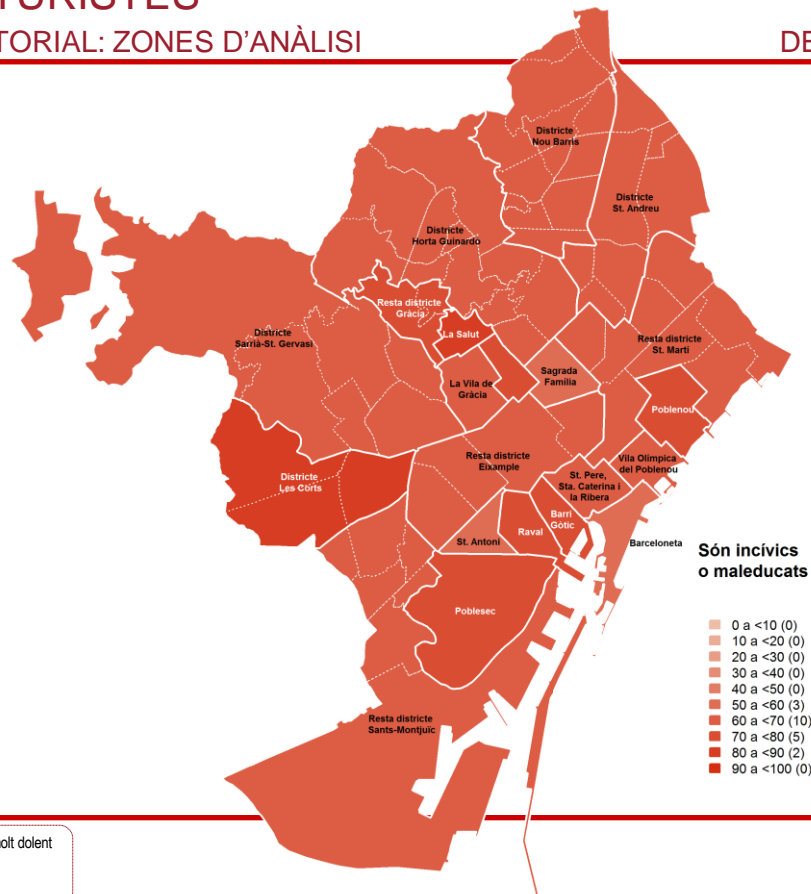 TURISTES
TORIAL: ZONES D'ANÀLISI
DE
Districte
Nou Barris
Districte
St. Andreu
Districte
Horta Guinardo
Resta districte
Gràcia
La Salut
Districte
Sarrià-St. Gervasi
Resta districte
St. Martí
Sagrada
Família
La Vila de
Gràcia
Poblenou
Resta districte
Eixample
Vila Olímpica
del Poblenou
Districte
Les Corts
St. Pere,
Sta. Caterina i
la Ribera
Barri
Gòtic
Raval
St. Antoni
Barceloneta
Poblesec
Resta districte
Sants-Montjuïc
Són incívics
o maleducats
0 a <10 (0)
10 a <20 (0)
20 a <30 (0)
30 a <40 (0)
40 a <50 (0)
50 a <60 (3)
60 a <70 (10)
70 a <80 (5)
80 a <90 (2)
90 a <100 (0)
olt dolent